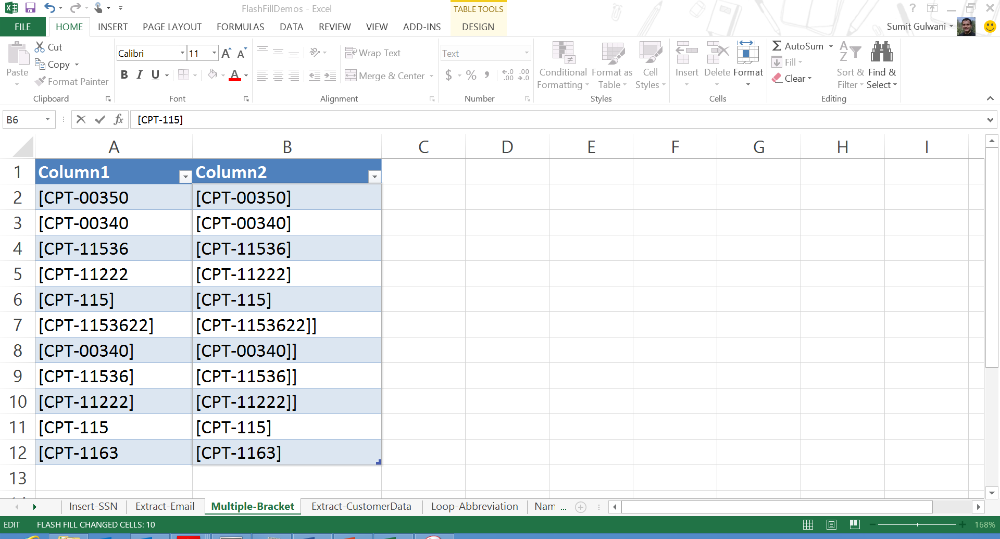 FlashFillDemos - Excel
TABLE TOOLS
?
FILE HOME INSERT PAGE LAYOUT FORMULAS DATA REVIEW VIEW ADD-INS DESIGN
Sumit Gulwani
Paste
Cut
Copy
Format Painter
Clipboard
Calibri 11
A A
B I U A
Font
Wrap Text
Merge & Center
Alignment
Text
$ % , .00 .00
Number
Conditional Formatting
Format as Table
Cell Styles
Styles
Insert Delete Format
Cells
AutoSum
Fill
Clear
Sort & Filter
Find & Select
Editing
B6 fx [CPT-115]
A B C D E F G H I
1 Column1 Column2
2 [CPT-00350 [CPT-00350]
3 [CPT-00340 [CPT-00340]
4 [CPT-11536 [CPT-11536]
5 [CPT-11222 [CPT-11222]
6 [CPT-115] [CPT-115]
7 [CPT-1153622] [CPT-1153622]]
8 [CPT-00340] [CPT-00340]]
9 [CPT-11536] [CPT-11536]]
10 [CPT-11222] [CPT-11222]]
11 [CPT-115 [CPT-115]
12 [CPT-1163 [CPT-1163]
13
Insert-SSN Extract-Email Multiple-Bracket Extract-CustomerData Loop-Abbreviation Nam ...
EDIT FLASH FILL CHANGED CELLS: 10 168%